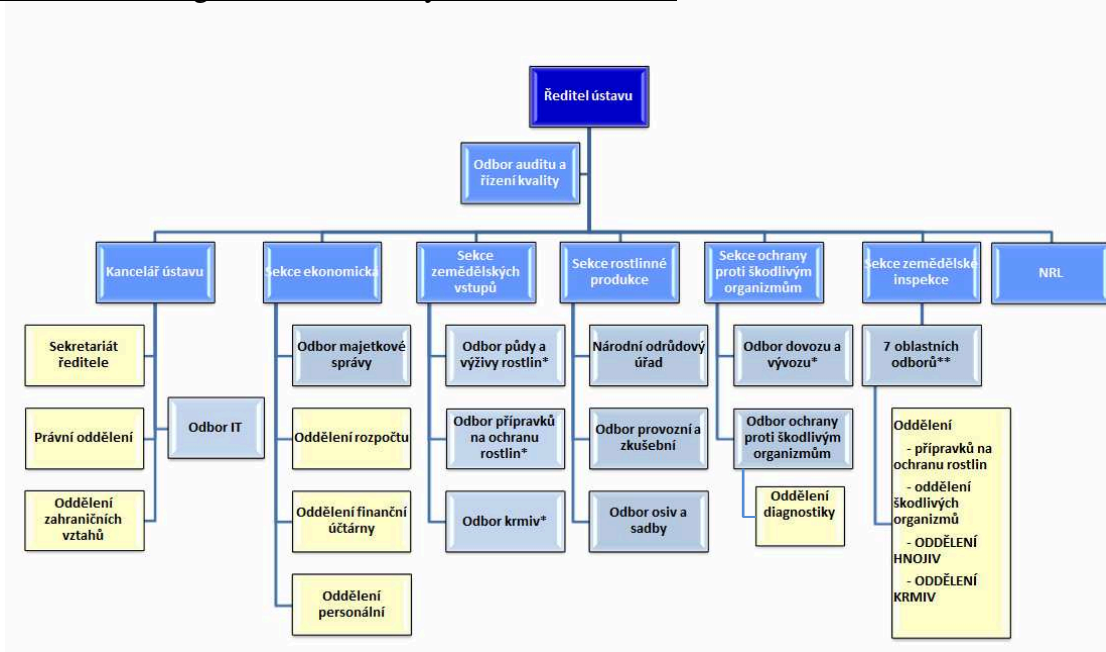 Ředitel ústavu
Odbor auditu a
řízení kvality
Kancelář ústavu
Sekce ekonomická
Sekce
zemědělských
vstupů
Sekce rostlinné
produkce
Sekce ochrany
proti škodlivým
organizmům
Sekce zemědělské
inspekce
NRL
Sekretariát
ředitele
Odbor majetkové
správy
Odbor půdy a
výživy rostlin*
Národní odrůdový
úřad
Odbor dovozu a
vývozu*
7 oblastních
odborů**
Právní oddělení
Odbor IT
Oddělení rozpočtu
Odbor přípravků
na ochranu
rostlin*
Odbor provozní a
zkušební
Odbor ochrany
proti škodlivým
organizmům
Oddělení
- přípravků na
ochranu rostlin
- oddělení
škodlivých
organizmů
- ODDĚLENÍ
HNOJIV
- ODDĚLENÍ
KRMIV
Oddělení
zahraničních
vztahů
Oddělení finanční
účtárny
Odbor krmiv*
Odbor osiv a
sadby
Oddělení
diagnostiky
Oddělení
personální